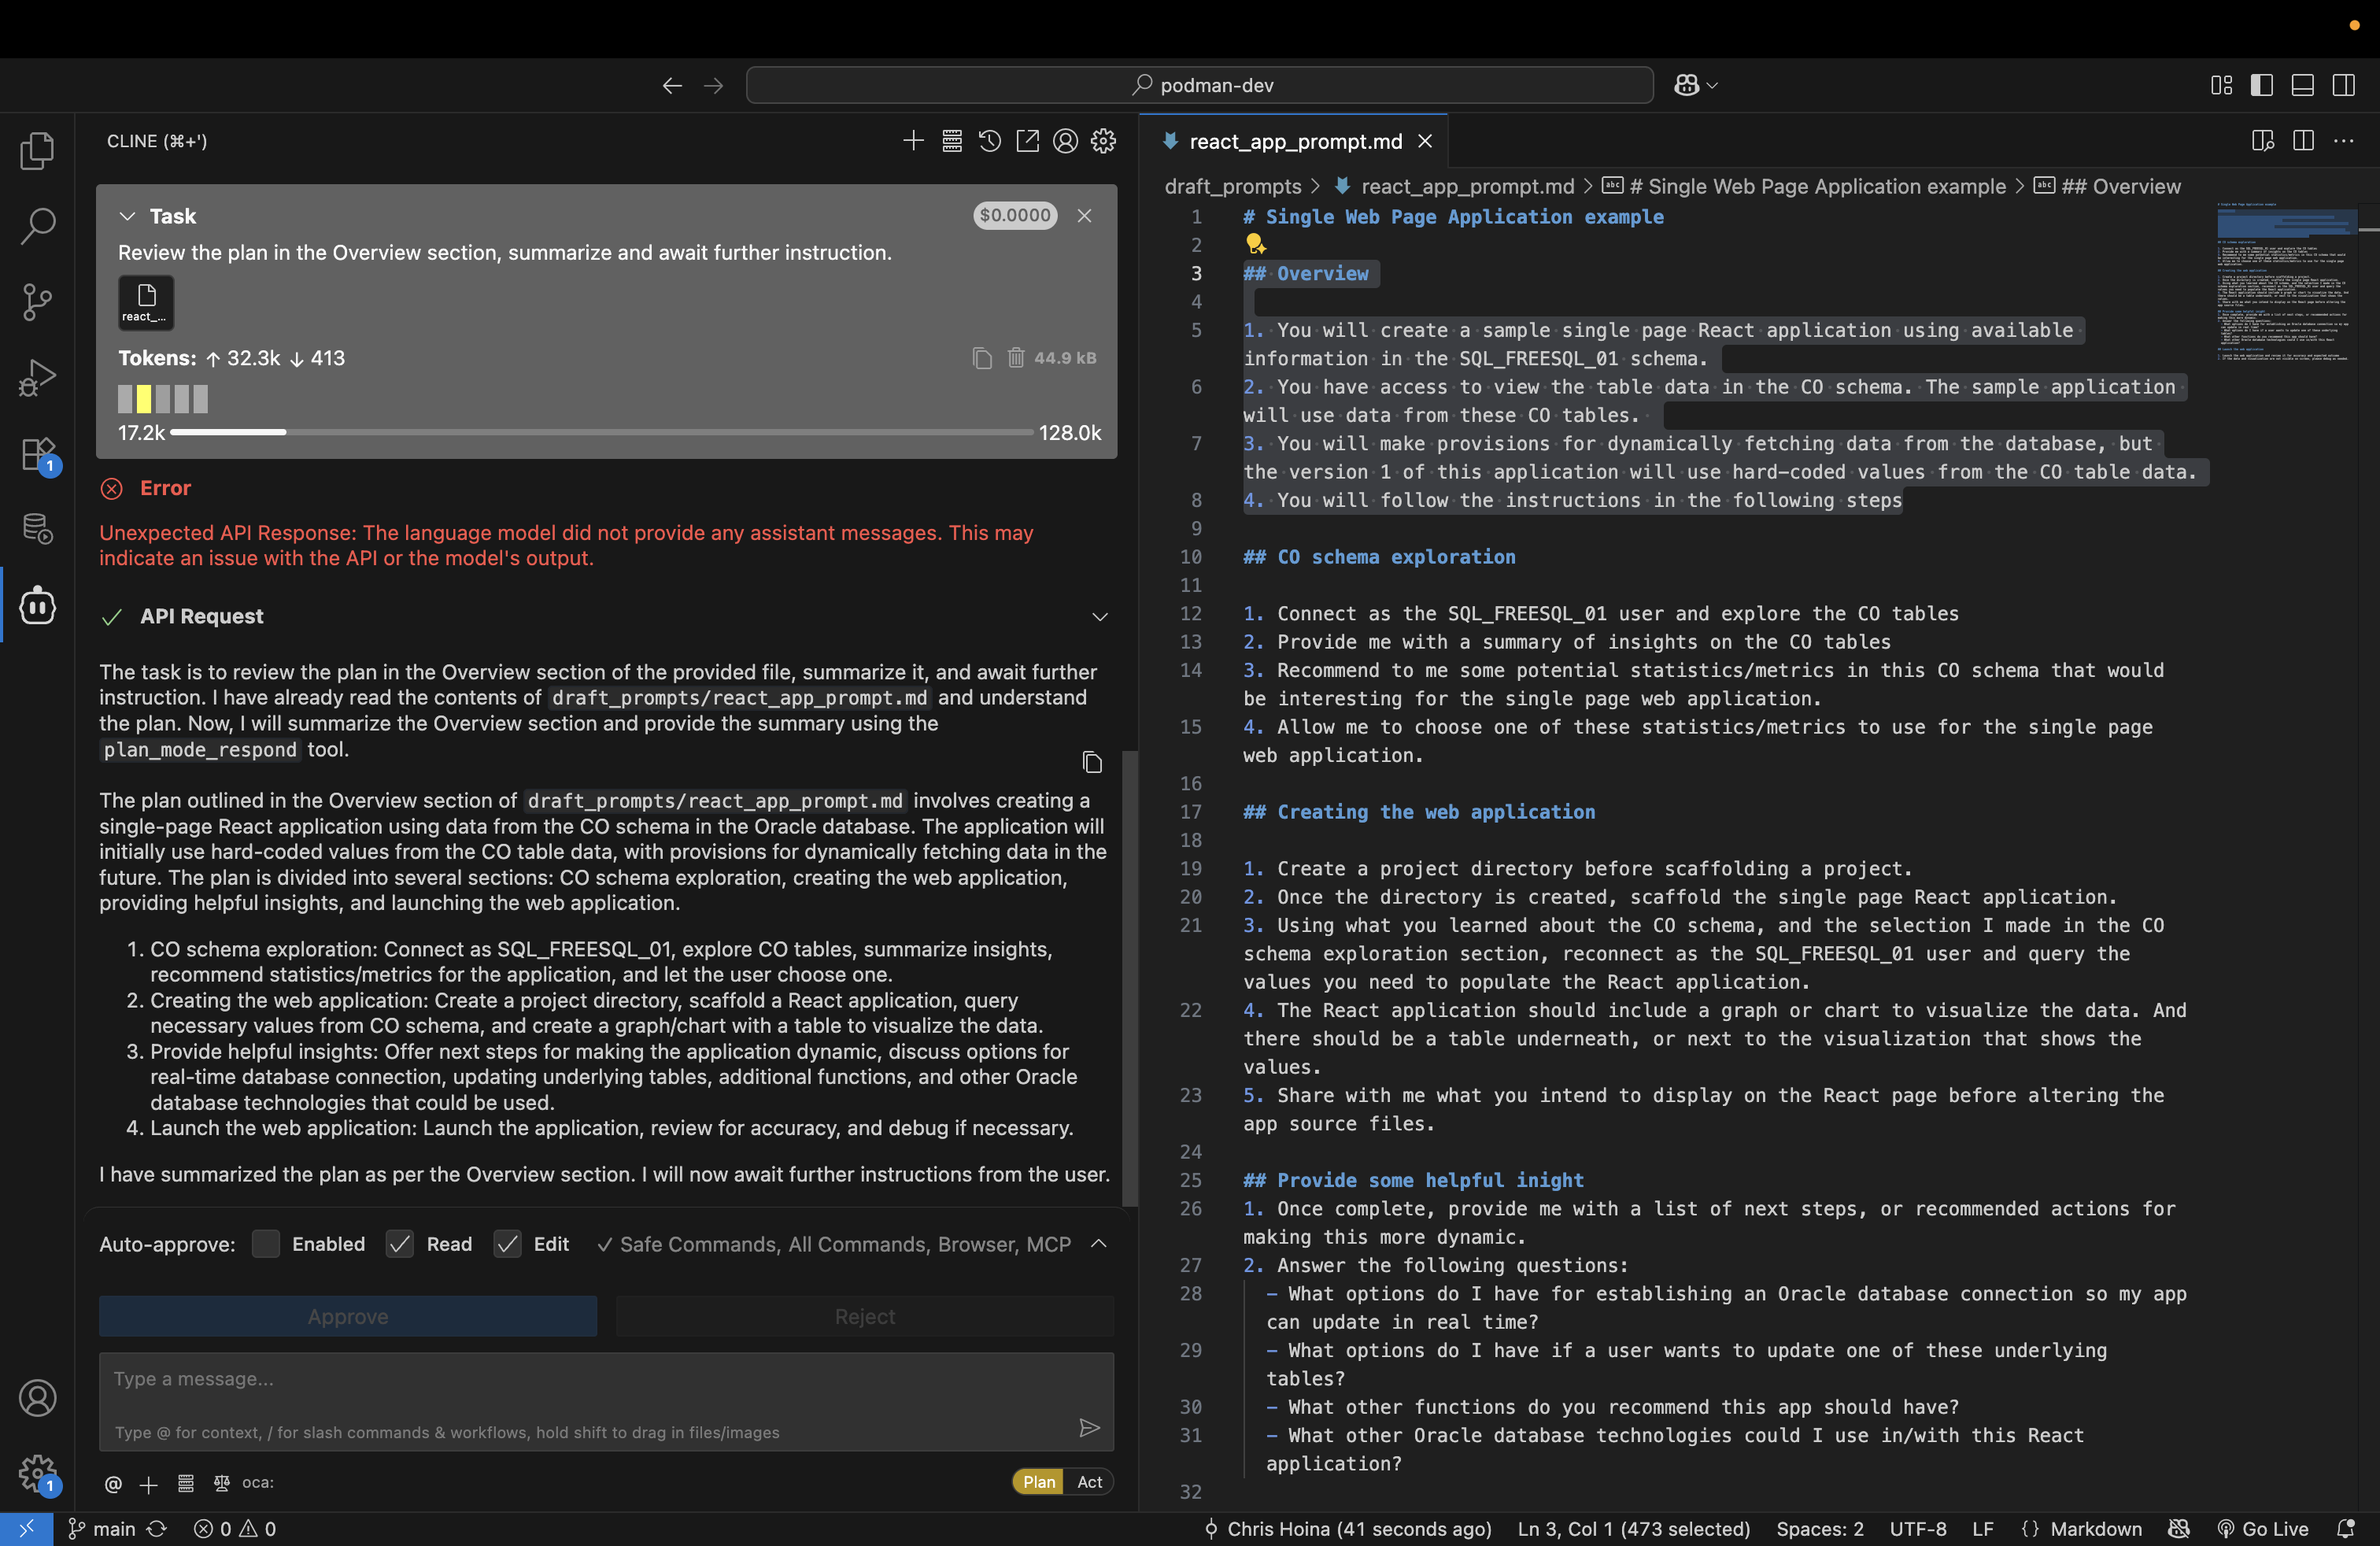 podman-dev
CLINE (⌘+')
Task
$0.0000
Review the plan in the Overview section, summarize and await further instruction.
react_...
Tokens: ↑ 32.3k ↓ 413
44.9 kB
17.2k
128.0k
Error
Unexpected API Response: The language model did not provide any assistant messages. This may
indicate an issue with the API or the model's output.
API Request
The task is to review the plan in the Overview section of the provided file, summarize it, and await further
instruction. I have already read the contents of draft_prompts/react_app_prompt.md and understand
the plan. Now, I will summarize the Overview section and provide the summary using the
plan_mode_respond tool.
The plan outlined in the Overview section of draft_prompts/react_app_prompt.md involves creating a
single-page React application using data from the CO schema in the Oracle database. The application will
initially use hard-coded values from the CO table data, with provisions for dynamically fetching data in the
future. The plan is divided into several sections: CO schema exploration, creating the web application,
providing helpful insights, and launching the web application.
1. CO schema exploration: Connect as SQL_FREESQL_01, explore CO tables, summarize insights,
recommend statistics/metrics for the application, and let the user choose one.
2. Creating the web application: Create a project directory, scaffold a React application, query
necessary values from CO schema, and create a graph/chart with a table to visualize the data.
3. Provide helpful insights: Offer next steps for making the application dynamic, discuss options for
real-time database connection, updating underlying tables, additional functions, and other Oracle
database technologies that could be used.
4. Launch the web application: Launch the application, review for accuracy, and debug if necessary.
I have summarized the plan as per the Overview section. I will now await further instructions from the user.
Auto-approve: Enabled Read Edit ✓ Safe Commands, All Commands, Browser, MCP
Approve
Reject
Type a message...
Type @ for context, / for slash commands & workflows, hold shift to drag in files/images
@ oca:
Plan Act
1
1
react_app_prompt.md
draft_prompts > react_app_prompt.md > # Single Web Page Application example > ## Overview
1 # Single Web Page Application example
2
3 ## Overview
4
5 1. You will create a sample single page React application using available
information in the SQL_FREESQL_01 schema.
6 2. You have access to view the table data in the CO schema. The sample application
will use data from these CO tables.
7 3. You will make provisions for dynamically fetching data from the database, but
the version 1 of this application will use hard-coded values from the CO table data.
8 4. You will follow the instructions in the following steps
9
10 ## CO schema exploration
11
12 1. Connect as the SQL_FREESQL_01 user and explore the CO tables
13 2. Provide me with a summary of insights on the CO tables
14 3. Recommend to me some potential statistics/metrics in this CO schema that would
be interesting for the single page web application.
15 4. Allow me to choose one of these statistics/metrics to use for the single page
web application.
16
17 ## Creating the web application
18
19 1. Create a project directory before scaffolding a project.
20 2. Once the directory is created, scaffold the single page React application.
21 3. Using what you learned about the CO schema, and the selection I made in the CO
schema exploration section, reconnect as the SQL_FREESQL_01 user and query the
values you need to populate the React application.
22 4. The React application should include a graph or chart to visualize the data. And
there should be a table underneath, or next to the visualization that shows the
values.
23 5. Share with me what you intend to display on the React page before altering the
app source files.
24
25 ## Provide some helpful inight
26 1. Once complete, provide me with a list of next steps, or recommended actions for
making this more dynamic.
27 2. Answer the following questions:
28 - What options do I have for establishing an Oracle database connection so my app
can update in real time?
29 - What options do I have if a user wants to update one of these underlying
tables?
30 - What other functions do you recommend this app should have?
31 - What other Oracle database technologies could I use in/with this React
application?
32
main 0 0
Chris Hoina (41 seconds ago) Ln 3, Col 1 (473 selected) Spaces: 2 UTF-8 LF {} Markdown Go Live